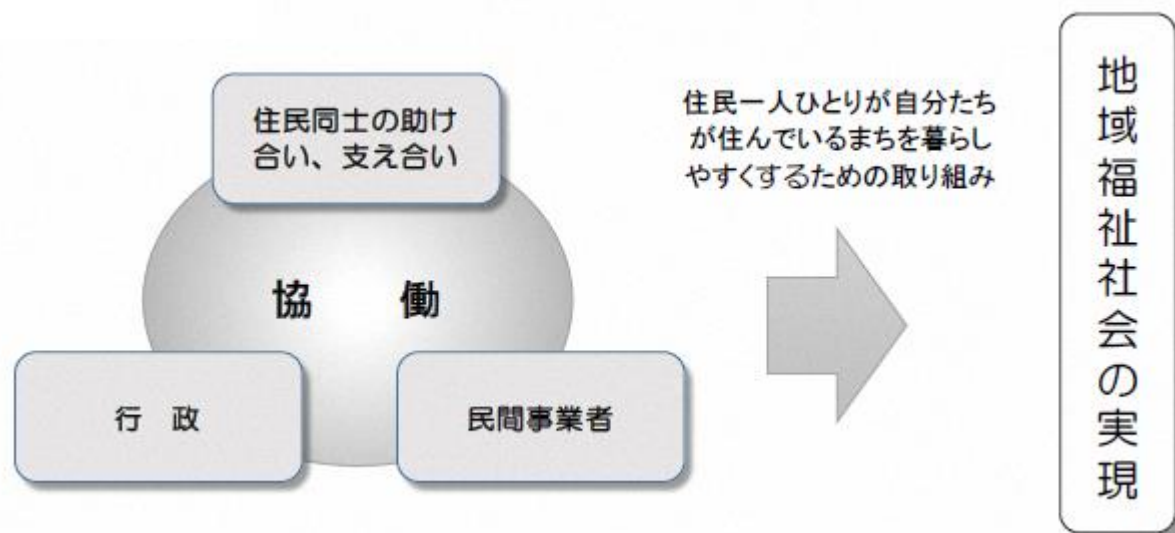 住民同士の助け
合い、支え合い
協　働
行　政
民間事業者
住民一人ひとりが自分たち
が住んでいるまちを暮らし
やすくするための取り組み
地域福祉社会の実現